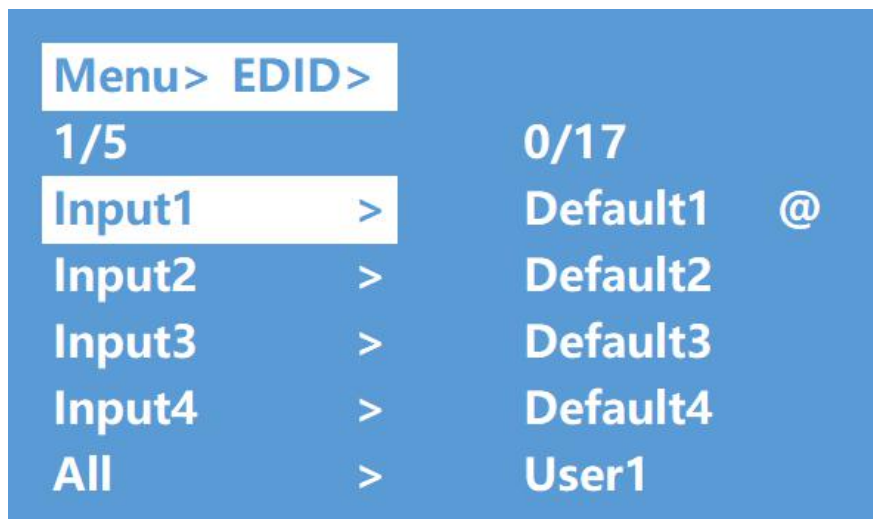 Menu> EDID>
1/5 0/17
Input1 > Default1 @
Input2 > Default2
Input3 > Default3
Input4 > Default4
All > User1